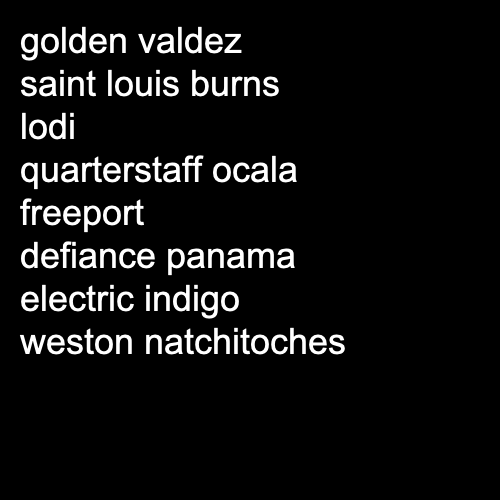 golden valdez
saint louis burns
lodi
quarterstaff ocala
freeport
defiance panama
electric indigo
weston natchitoches